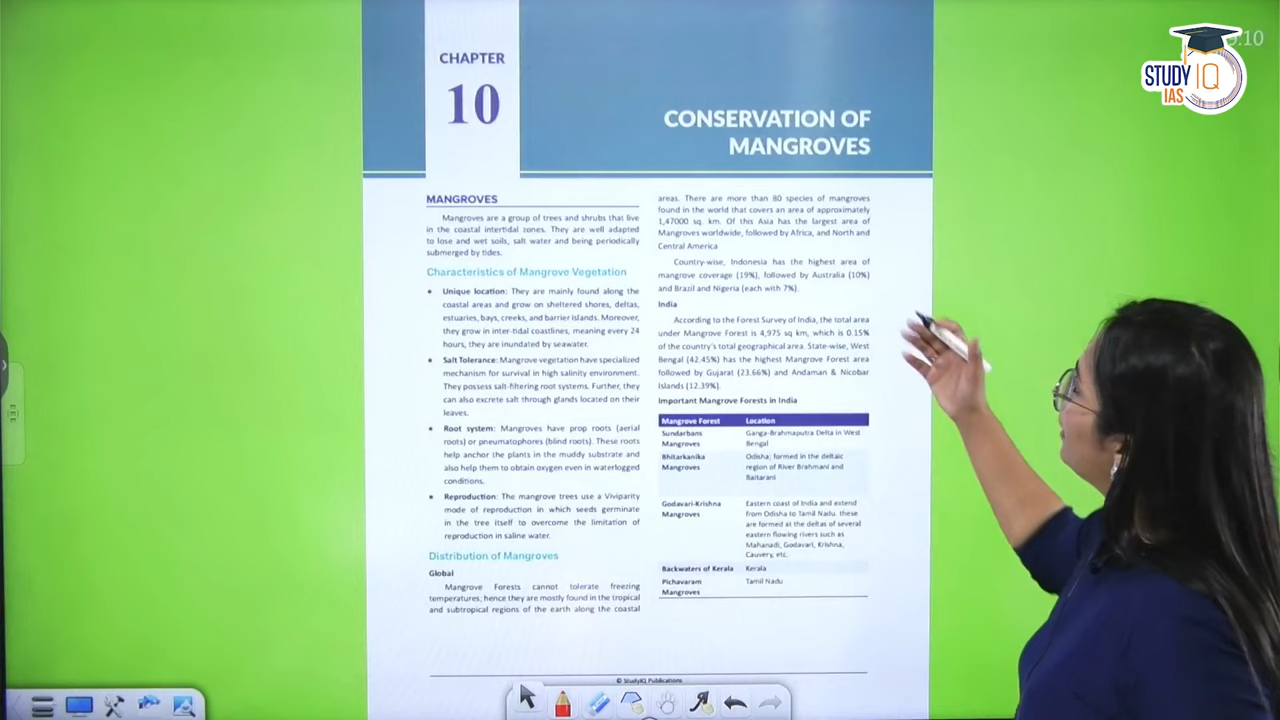 CHAPTER
10
CONSERVATION OF
MANGROVES
MANGROVES
Mangroves are a group of trees and shrubs that live
in the coastal intertidal zones. They are well adapted
to lose and wet soils, salt water and being periodically
submerged by tides.
Characteristics of Mangrove Vegetation
• Unique location: They are mainly found along the
coastal areas and grow on sheltered shores, deltas,
estuaries, bays, creeks, and barrier islands. Moreover,
they grow in inter-tidal coastlines, meaning every 24
hours, they are inundated by seawater.
• Salt Tolerance: Mangrove vegetation have specialized
mechanism for survival in high salinity environment.
They possess salt-filtering root systems. Further, they
can also excrete salt through glands located on their
leaves.
• Root system: Mangroves have prop roots (aerial
roots) or pneumatophores (blind roots). These roots
help anchor the plants in the muddy substrate and
also help them to obtain oxygen even in waterlogged
conditions.
• Reproduction: The mangrove trees use a Viviparity
mode of reproduction in which seeds germinate
in the tree itself to overcome the limitation of
reproduction in saline water.
Distribution of Mangroves
Global
Mangrove Forests cannot tolerate freezing
temperatures; hence they are mostly found in the tropical
and subtropical regions of the earth along the coastal
areas. There are more than 80 species of mangroves
found in the world that covers an area of approximately
1,47000 sq. km. Of this Asia has the largest area of
Mangroves worldwide, followed by Africa, and North and
Central America
Country-wise, Indonesia has the highest area of
mangrove coverage (19%), followed by Australia (10%)
and Brazil and Nigeria (each with 7%).
India
According to the Forest Survey of India, the total area
under Mangrove Forest is 4,975 sq km, which is 0.15%
of the country's total geographical area. State-wise, West
Bengal (42.45%) has the highest Mangrove Forest area
followed by Gujarat (23.66%) and Andaman & Nicobar
Islands (12.39%).
Important Mangrove Forests in India
Mangrove Forest Location
Sundarbans Ganga-Brahmaputra Delta in West
Mangroves Bengal
Bhitarkanika Odisha; formed in the deltaic
Mangroves region of River Brahmani and
Baitarani
Godavari-Krishna Eastern coast of India and extend
Mangroves from Odisha to Tamil Nadu. these
are formed at the deltas of several
eastern flowing rivers such as
Mahanadi, Godavari, Krishna,
Cauvery, etc.
Backwaters of Kerala Kerala
Pichavaram Tamil Nadu
Mangroves
© StudyIQ Publications
STUDY IQ
IAS